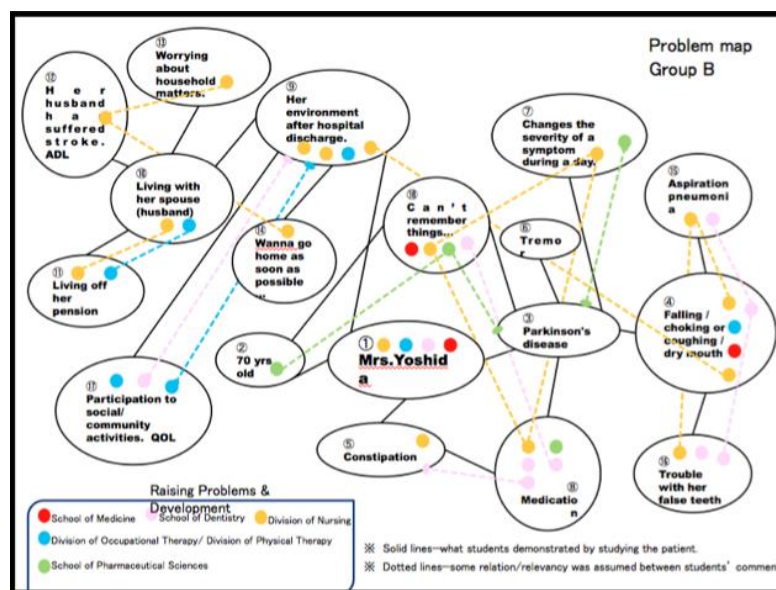 Problem map
Group B
⑬
Worrying
about
household
matters.
⑫
H e r
husband
h a s
suffered
stroke.
ADL
⑨
Her
environment
after hospital
discharge.
⑦
Changes the
severity of a
symptom
during a day.
⑮
Aspiration
pneumoni
a
⑩
Living with
her spouse
(husband)
⑱
C a n ' t
remember
things...
⑭
Wanna go
home as
soon as
possible
...
⑥
Tremo
r
⑪
Living off
her
pension
④
Falling /
choking or
coughing /
dry mouth
③
Parkinson's
disease
②
70 yrs
old
①
Mrs.Yoshid
a
⑰
Participation to
social/
community
activities. QOL
⑤
Constipation
⑧
Medicatio
n
⑯
Trouble
with her
false teeth
Raising Problems &
Development
School of Medicine
School of Dentistry
Division of Nursing
Division of Occupational Therapy/ Division of Physical Therapy
School of Pharmaceutical Sciences
※ Solid lines—what students demonstrated by studying the patient.
※ Dotted lines—some relation/relevancy was assumed between students' commen